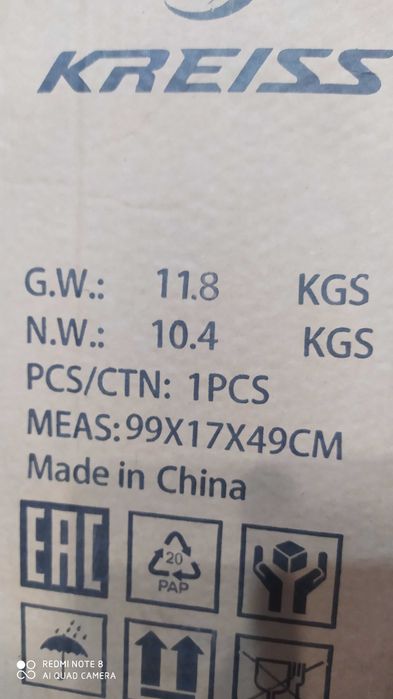 KREISS
G.W.: 11.8 KGS
N.W.: 10.4 KGS
PCS/CTN: 1PCS
MEAS: 99X17X49CM
Made in China
EAC
20
PAP
REDMI NOTE 8
AI QUAD CAMERA